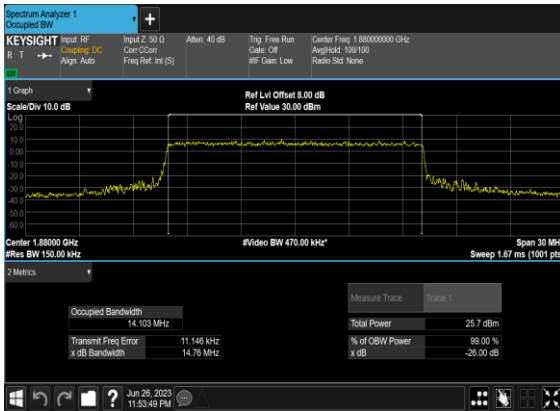 Spectrum Analyzer 1
Occupied BW
KEYSIGHT
R T
LW
Input: RF
Coupling: DC
Align: Auto
Input Z: 50 Ω
Corr CCorr
Freq Ref: Int (S)
Atten: 40 dB
Trig: Free Run
Gate: Off
#IF Gain: Low
Center Freq: 1.880000000 GHz
Avg|Hold: 100/100
Radio Std: None
1 Graph
Scale/Div 10.0 dB
Ref Lvl Offset 8.00 dB
Ref Value 30.00 dBm
Log
20.0
10.0
0.00
-10.0
-20.0
-30.0
-40.0
-50.0
-60.0
Center 1.88000 GHz
#Res BW 150.00 kHz
#Video BW 470.00 kHz*
Span 30 MH
Sweep 1.67 ms (1001 pts
2 Metrics
Measure Trace Trace 1
Occupied Bandwidth
14.103 MHz
Total Power 25.7 dBm
Transmit Freq Error 11.146 kHz
% of OBW Power 99.00 %
x dB Bandwidth 14.76 MHz
x dB -26.00 dB
Jun 26, 2023
11:53:49 PM